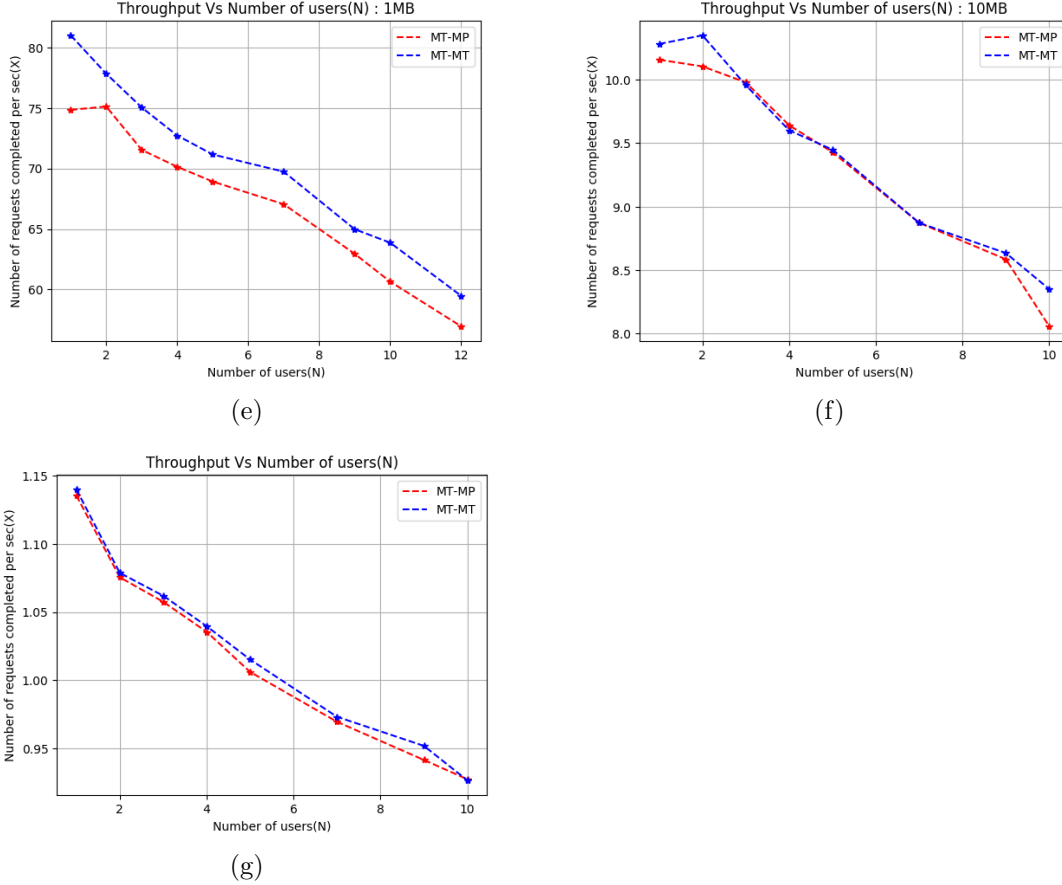 Throughput Vs Number of users(N) : 1MB
Number of requests completed per sec(X)
80
75
70
65
60
MT-MP
MT-MT
2 4 6 8 10 12
Number of users(N)
(e)
Throughput Vs Number of users(N) : 10MB
Number of requests completed per sec(X)
10.0
9.5
9.0
8.5
8.0
MT-MP
MT-MT
2 4 6 8 10
Number of users(N)
(f)
Throughput Vs Number of users(N)
Number of requests completed per sec(X)
1.15
1.10
1.05
1.00
0.95
MT-MP
MT-MT
2 4 6 8 10
Number of users(N)
(g)